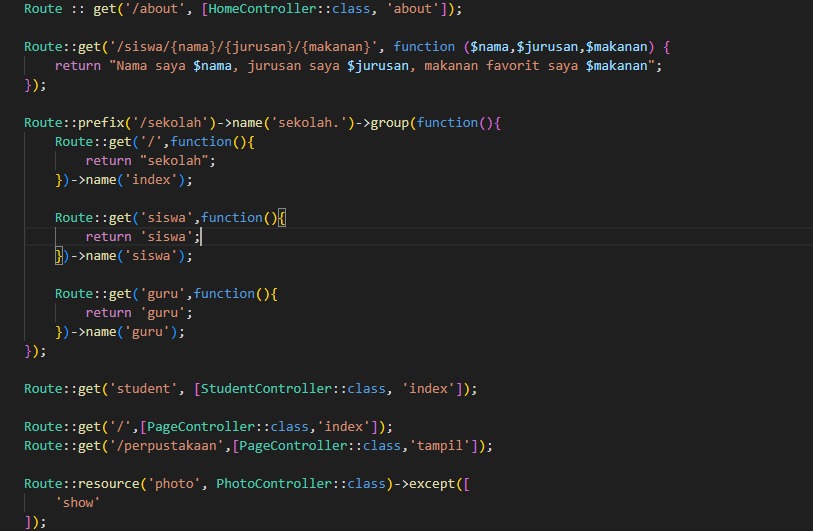 Route :: get('/about', [HomeController::class, 'about']);
Route::get('/siswa/{nama}/{jurusan}/{makanan}', function ($nama,$jurusan,$makanan) {
return "Nama saya $nama, jurusan saya $jurusan, makanan favorit saya $makanan";
});
Route::prefix('/sekolah')->name('sekolah.')->group(function(){
Route::get('/',function(){
return "sekolah";
})->name('index');
Route::get('siswa',function(){
return 'siswa';
})->name('siswa');
Route::get('guru',function(){
return 'guru';
})->name('guru');
});
Route::get('student', [StudentController::class, 'index']);
Route::get('/',[PageController::class,'index']);
Route::get('/perpustakaan',[PageController::class,'tampil']);
Route::resource('photo', PhotoController::class)->except([
'show'
]);